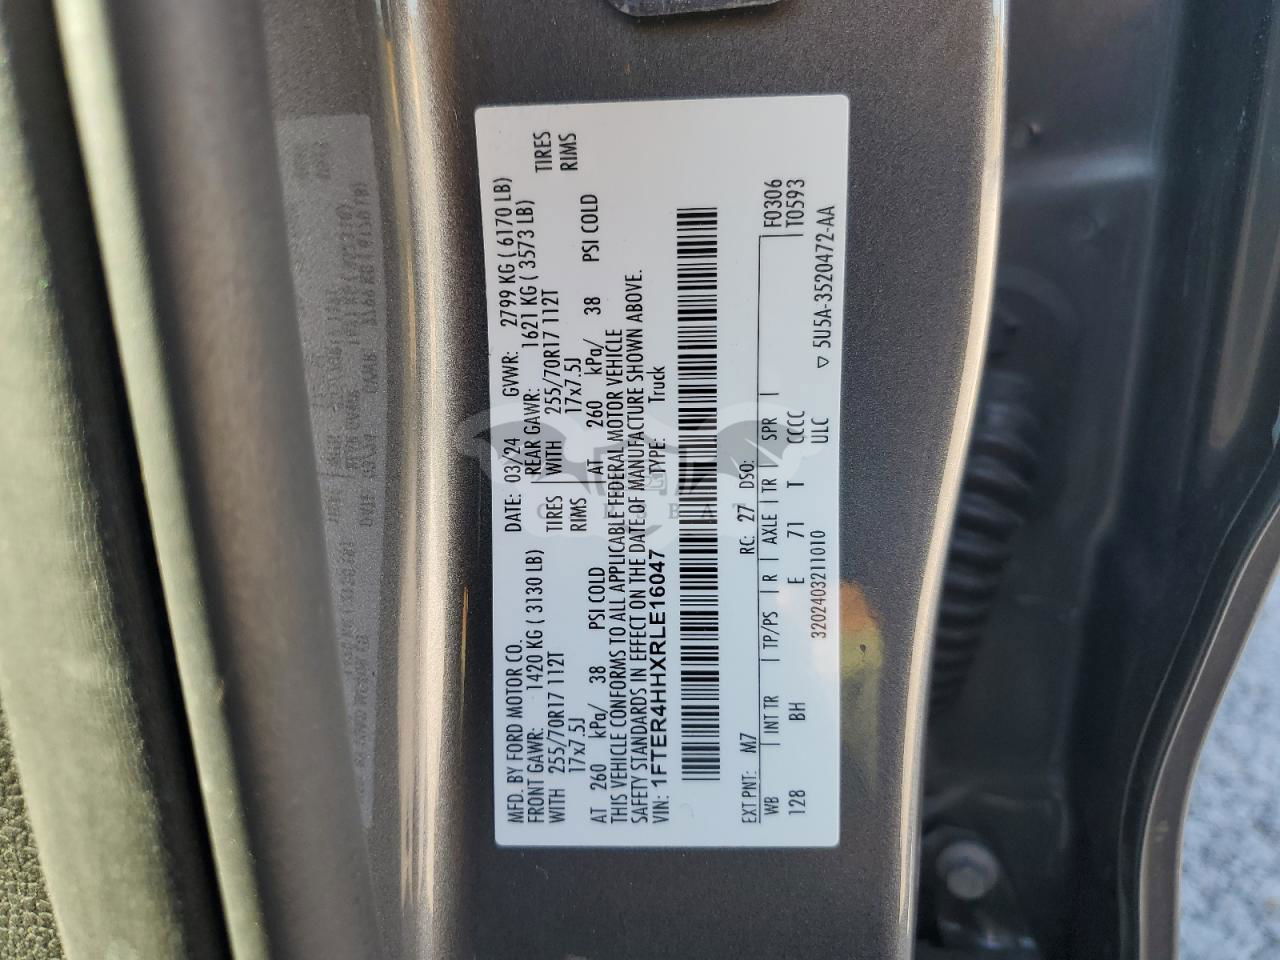 MFD. BY FORD MOTOR CO. DATE: 03/24 GVWR: 2799 KG ( 6170 LB)
FRONT GAWR: 1420 KG ( 3130 LB) REAR GAWR: 1621 KG ( 3573 LB)
WITH 255/70R17 112T TIRES WITH 255/70R17 112T TIRES
17x7.5J RIMS 17x7.5J RIMS
AT 260 kPa/ 38 PSI COLD AT 260 kPa/ 38 PSI COLD
THIS VEHICLE CONFORMS TO ALL APPLICABLE FEDERAL MOTOR VEHICLE
SAFETY STANDARDS IN EFFECT ON THE DATE OF MANUFACTURE SHOWN ABOVE.
VIN: 1FTER4HHXRLE16047 TYPE: Truck
EXT PNT: M7 RC: 27 DSO: F0306
WB INT TR TP/PS R AXLE TR SPR T0593
128 BH E 71 T CCCC
3202403211010 ULC ▽ 5U5A-3520472-AA